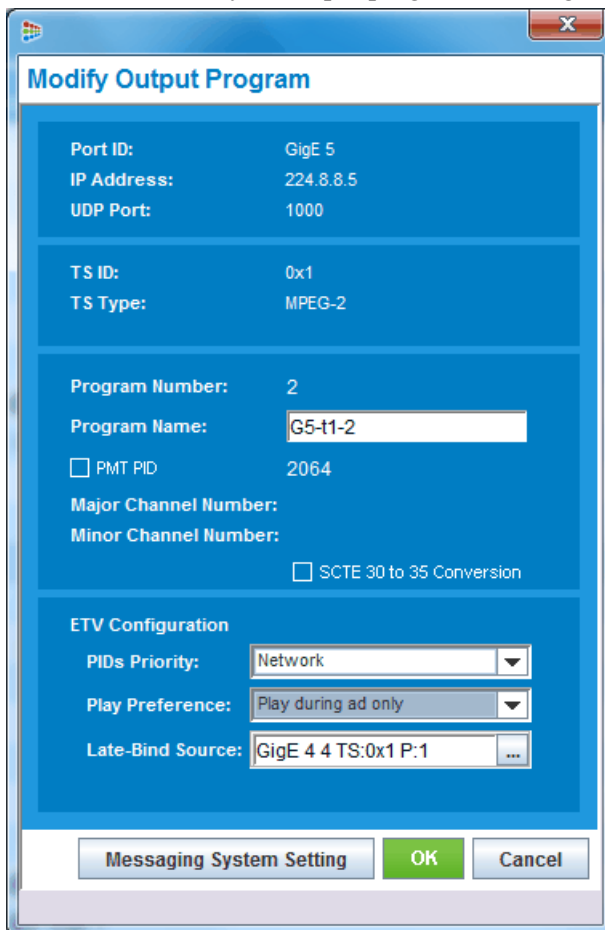 Modify Output Program
Port ID: GigE 5
IP Address: 224.8.8.5
UDP Port: 1000
TS ID: 0x1
TS Type: MPEG-2
Program Number: 2
Program Name: G5-t1-2
PMT PID 2064
Major Channel Number:
Minor Channel Number:
SCTE 30 to 35 Conversion
ETV Configuration
PIDs Priority: Network
Play Preference: Play during ad only
Late-Bind Source: GigE 4 4 TS:0x1 P:1 ...
Messaging System Setting OK Cancel